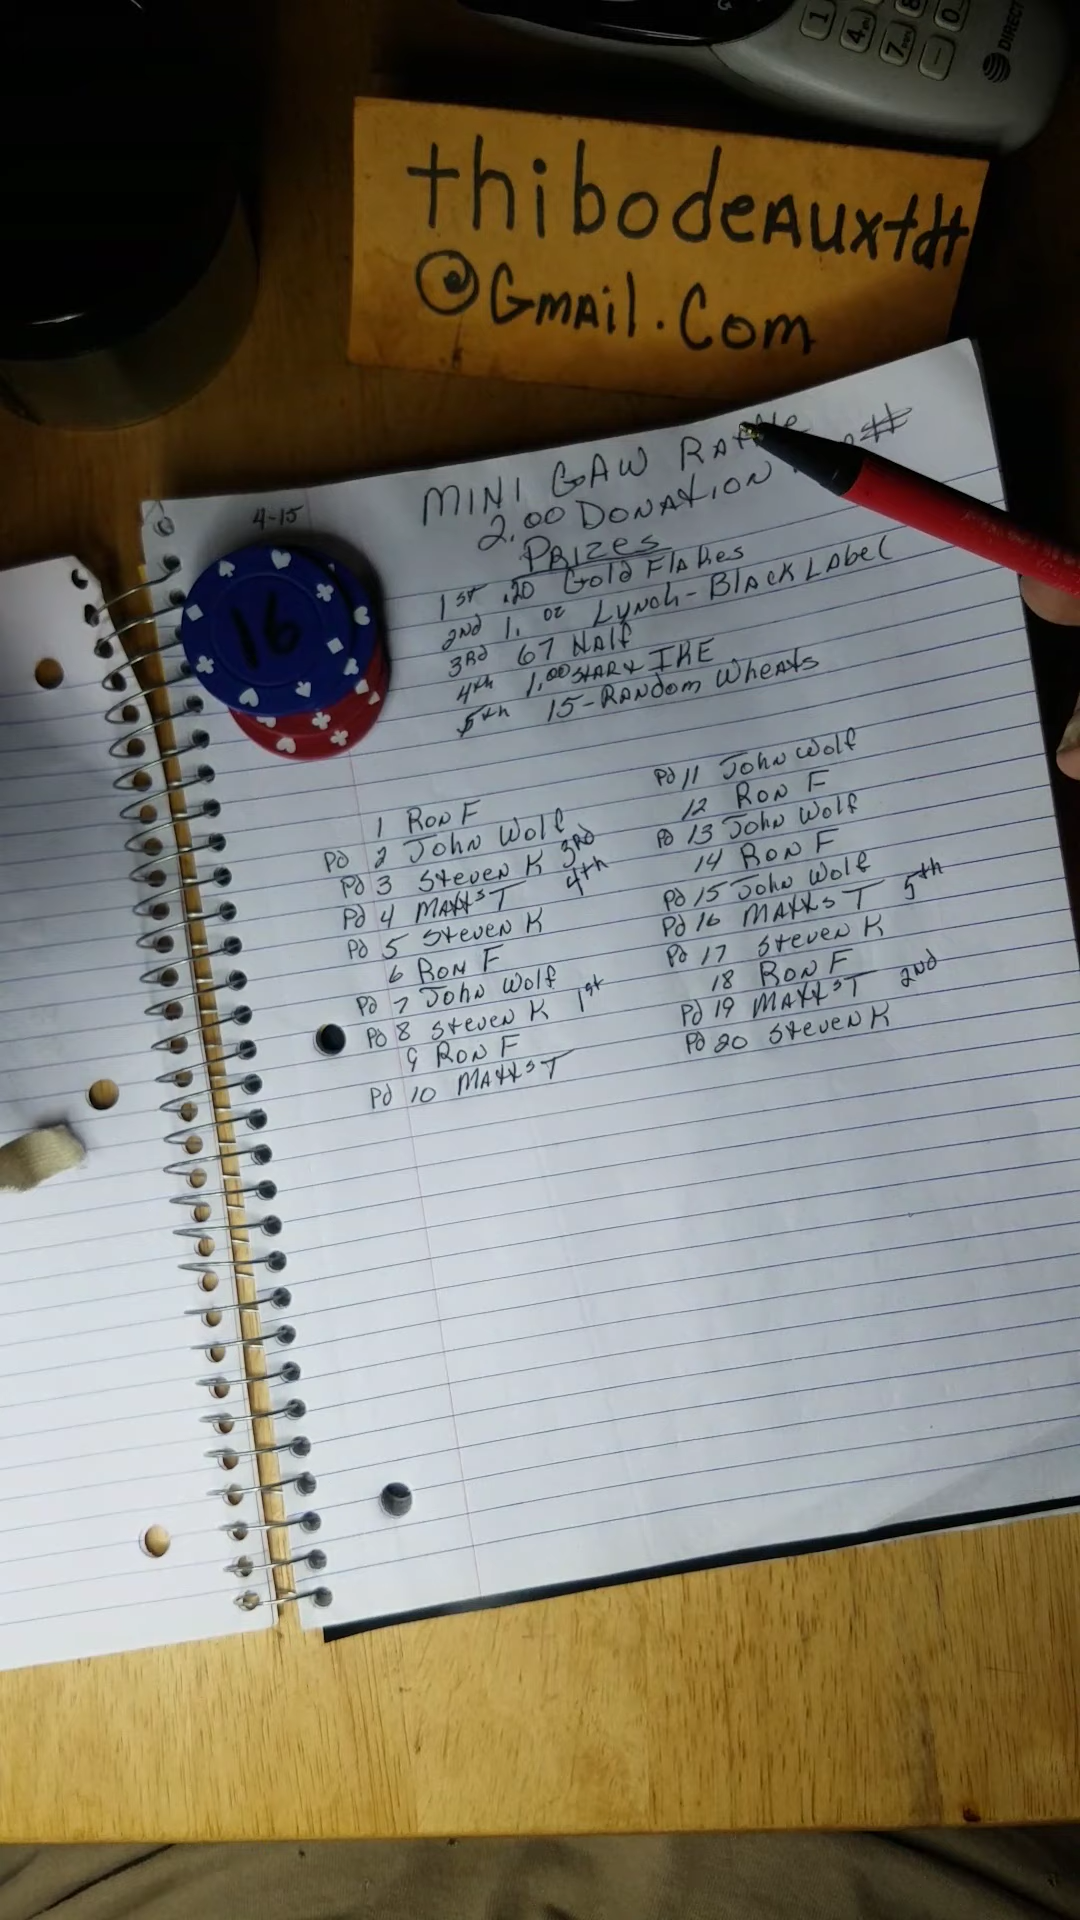 1
4
7
8
0
DIRECT
thibodeAuxtdt
@GmAil.Com
4-15
MINI GAW RAffle
2.00 DONATION
PRIZES
1st .20 Gold Flakes
2ND 1. oz Lynch-BLACK LAbel
3RD 67 HAlf
4th 1.00 IKE
5th 15-RANdom WheAts
16
1 RON F
Pd 2 JohN Wolf
Pd 3 SteveN K 3RD
Pd 4 MAXXsT 4th
Pd 5 SteveN K
6 RON F
Pd 7 JohN Wolf
Pd 8 SteveN K 1st
9 RON F
Pd 10 MAXXsT
Pd 11 JohN Wolf
12 RON F
Pd 13 JohN Wolf
14 RON F
Pd 15 JohN Wolf
Pd 16 MAXXsT 5th
Pd 17 SteveN K
18 RON F
Pd 19 MAXXsT 2ND
Pd 20 SteveN K